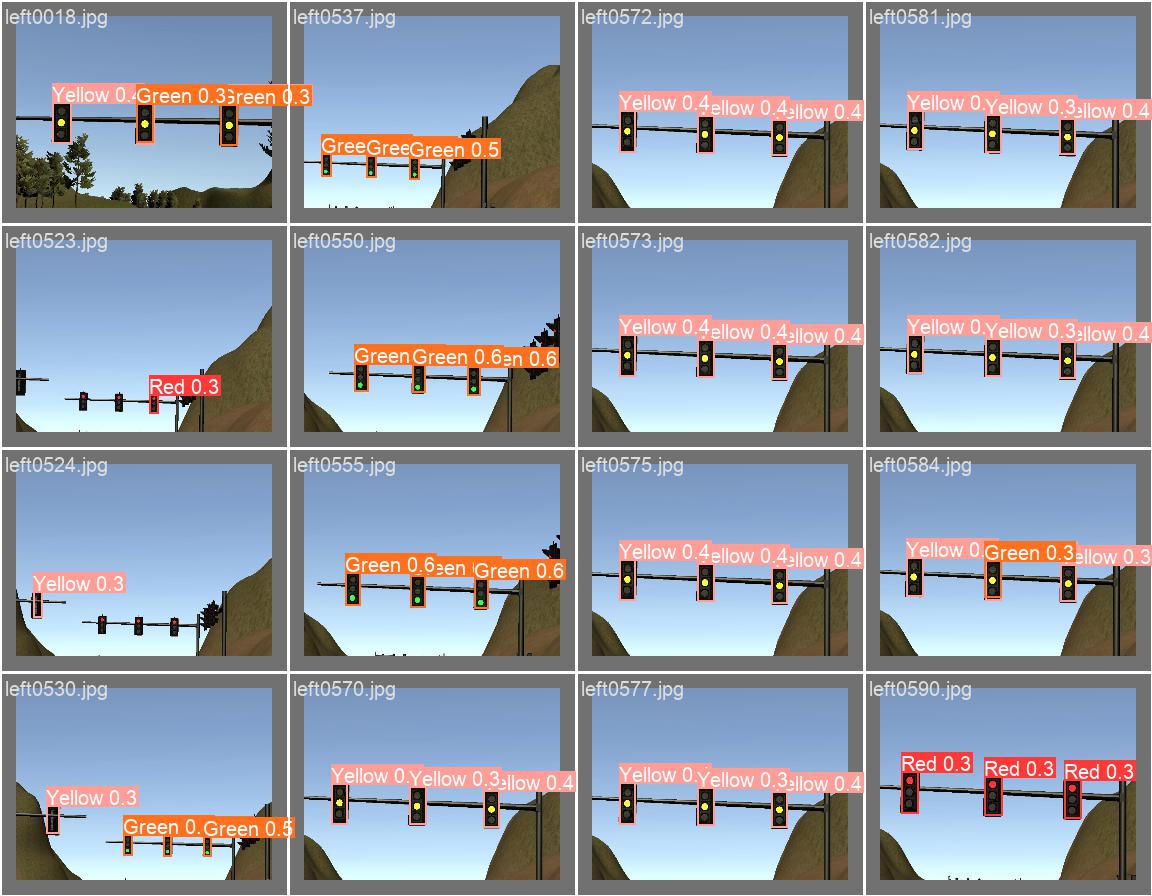 left0018.jpg
Yellow 0.4
Green 0.3
Green 0.3
left0537.jpg
Gree
Gree
Green 0.5
left0572.jpg
Yellow 0.4
ellow 0.4
ellow 0.4
left0581.jpg
Yellow 0.
Yellow 0.3
ellow 0.4
left0523.jpg
Red 0.3
left0550.jpg
Green
Green 0.6
en 0.6
left0573.jpg
Yellow 0.4
ellow 0.4
ellow 0.4
left0582.jpg
Yellow 0.
Yellow 0.3
ellow 0.4
left0524.jpg
Yellow 0.3
left0555.jpg
Green 0.6
een
Green 0.6
left0575.jpg
Yellow 0.4
ellow 0.4
ellow 0.4
left0584.jpg
Yellow 0.
Green 0.3
ellow 0.3
left0530.jpg
Yellow 0.3
Green 0.
Green 0.5
left0570.jpg
Yellow 0.
Yellow 0.3
ellow 0.4
left0577.jpg
Yellow 0.
Yellow 0.3
ellow 0.4
left0590.jpg
Red 0.3
Red 0.3
Red 0.3